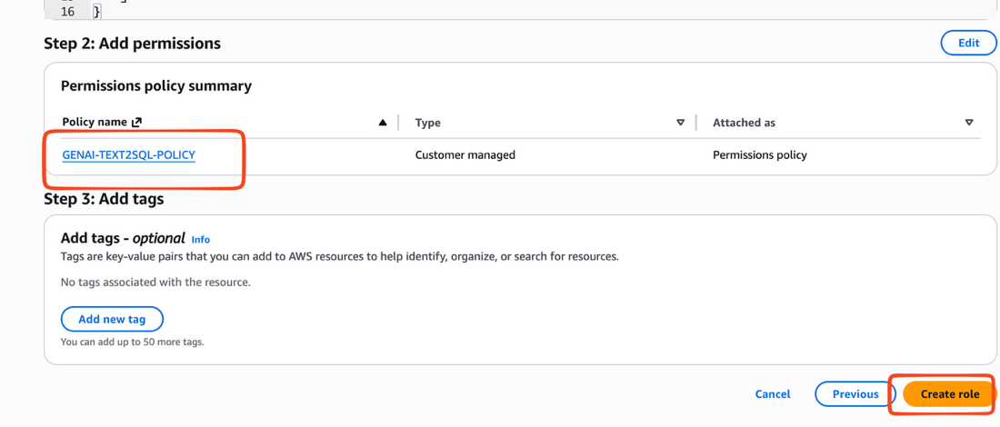 16 }
Step 2: Add permissions
Edit
Permissions policy summary
Policy name
Type
Attached as
GENAI-TEXT2SQL-POLICY
Customer managed
Permissions policy
Step 3: Add tags
Add tags - optional Info
Tags are key-value pairs that you can add to AWS resources to help identify, organize, or search for resources.
No tags associated with the resource.
Add new tag
You can add up to 50 more tags.
Cancel
Previous
Create role